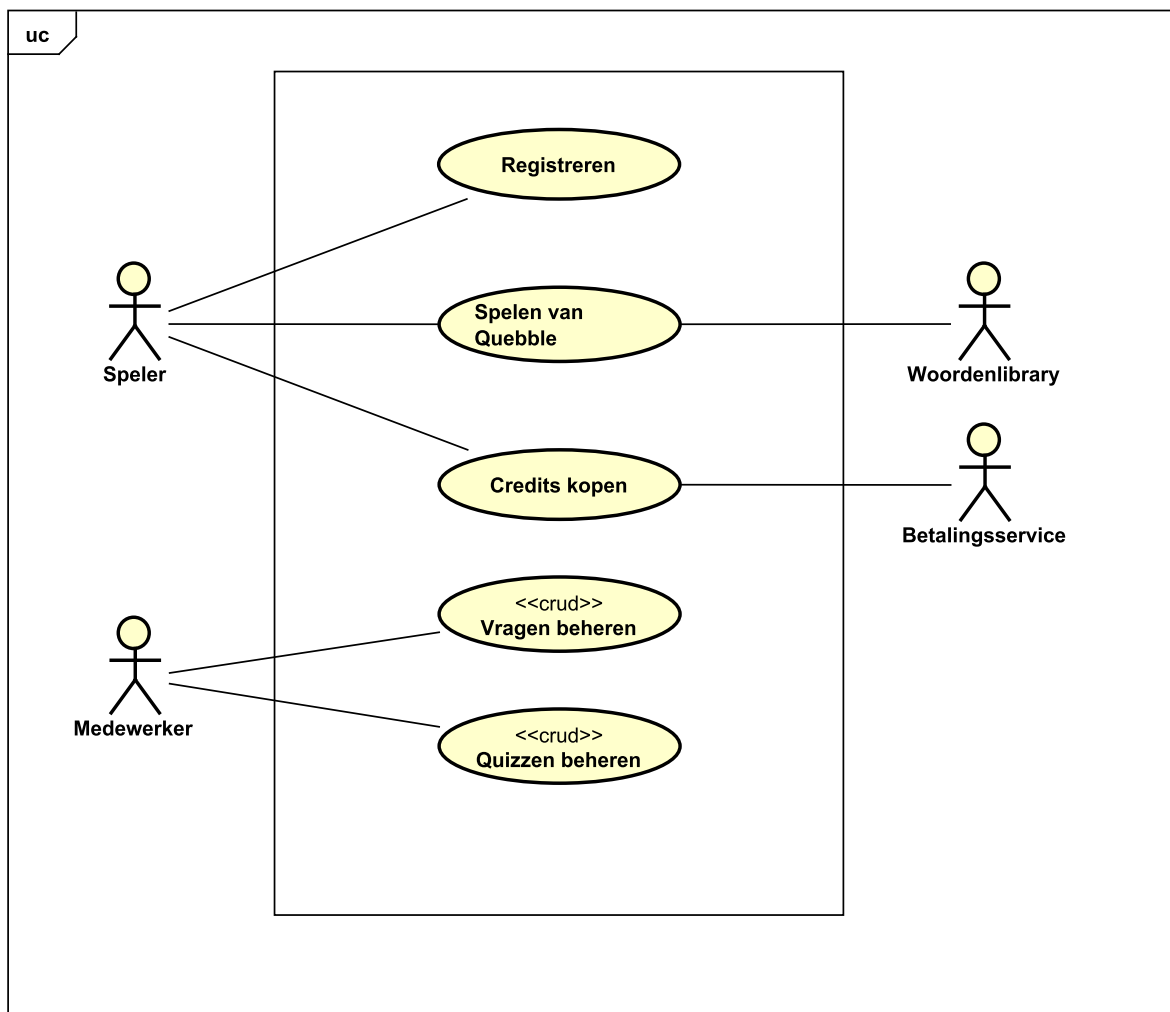 uc
Registreren
Spelen van
Quebble
Speler
Woordenlibrary
Credits kopen
Betalingsservice
<<crud>>
Vragen beheren
Medewerker
<<crud>>
Quizzen beheren